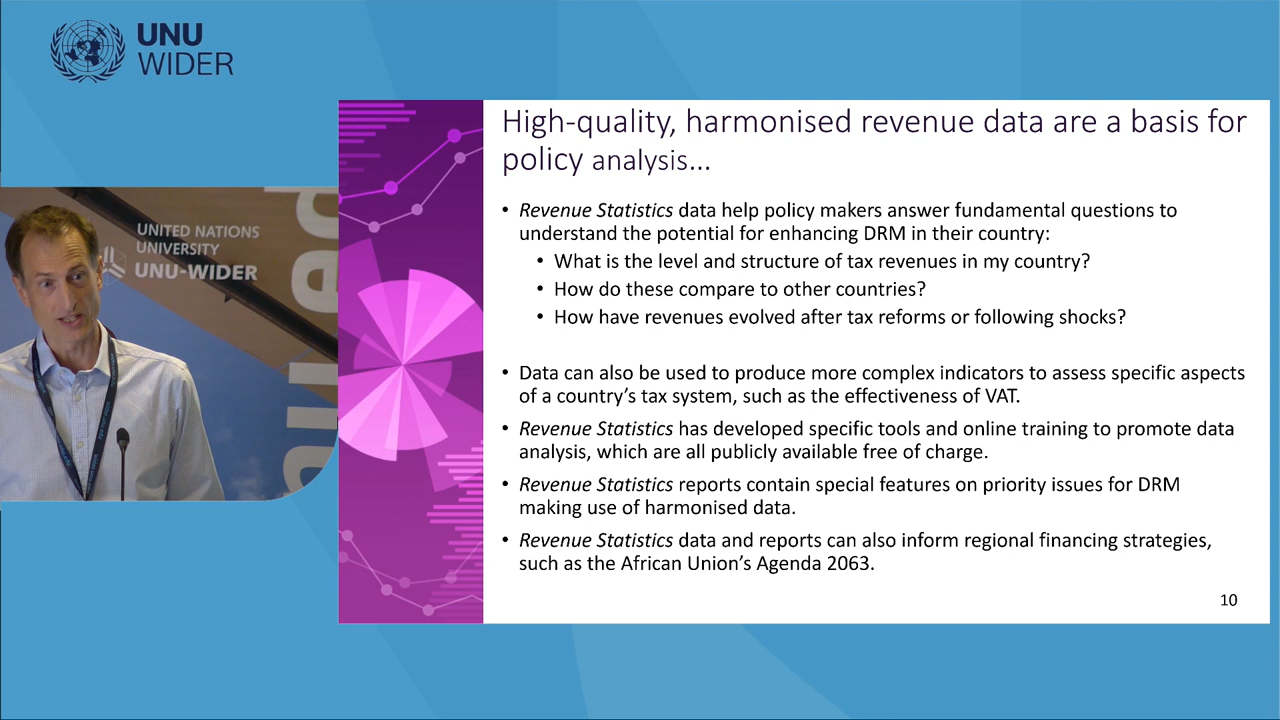 UNU
WIDER
High-quality, harmonised revenue data are a basis for
policy analysis...
• Revenue Statistics data help policy makers answer fundamental questions to
understand the potential for enhancing DRM in their country:
• What is the level and structure of tax revenues in my country?
• How do these compare to other countries?
• How have revenues evolved after tax reforms or following shocks?
• Data can also be used to produce more complex indicators to assess specific aspects
of a country's tax system, such as the effectiveness of VAT.
• Revenue Statistics has developed specific tools and online training to promote data
analysis, which are all publicly available free of charge.
• Revenue Statistics reports contain special features on priority issues for DRM
making use of harmonised data.
• Revenue Statistics data and reports can also inform regional financing strategies,
such as the African Union's Agenda 2063.
10
UNITED NATIONS
UNIVERSITY
UNU-WIDER